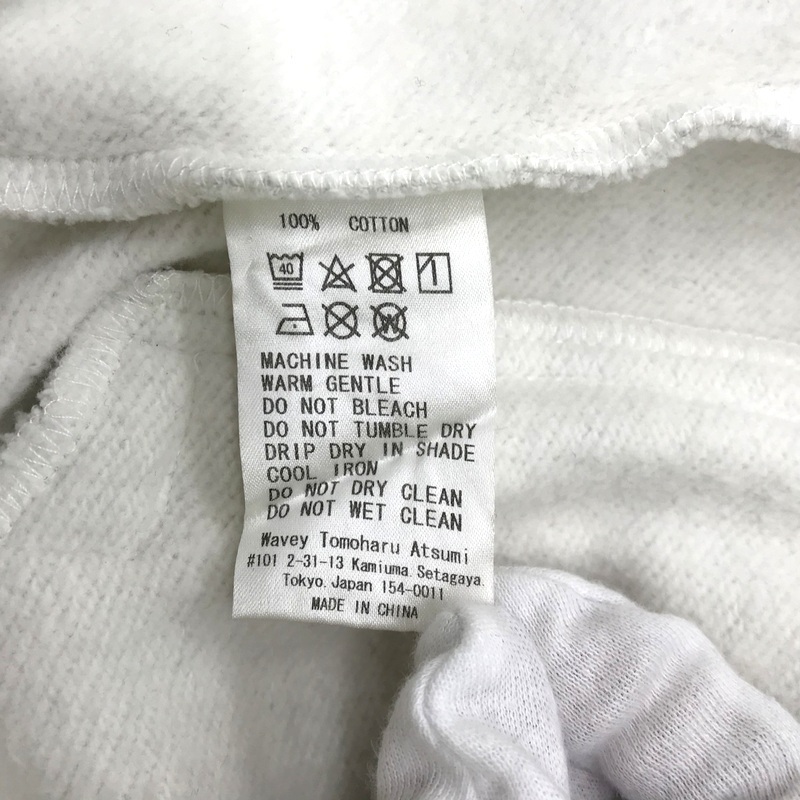 100% COTTON
40
W
MACHINE WASH
WARM GENTLE
DO NOT BLEACH
DO NOT TUMBLE DRY
DRIP DRY IN SHADE
COOL IRON
DO NOT DRY CLEAN
DO NOT WET CLEAN
Wavey Tomoharu Atsumi
#101 2-31-13 Kamiuma. Setagaya.
Tokyo. Japan 154-0011
MADE IN CHINA